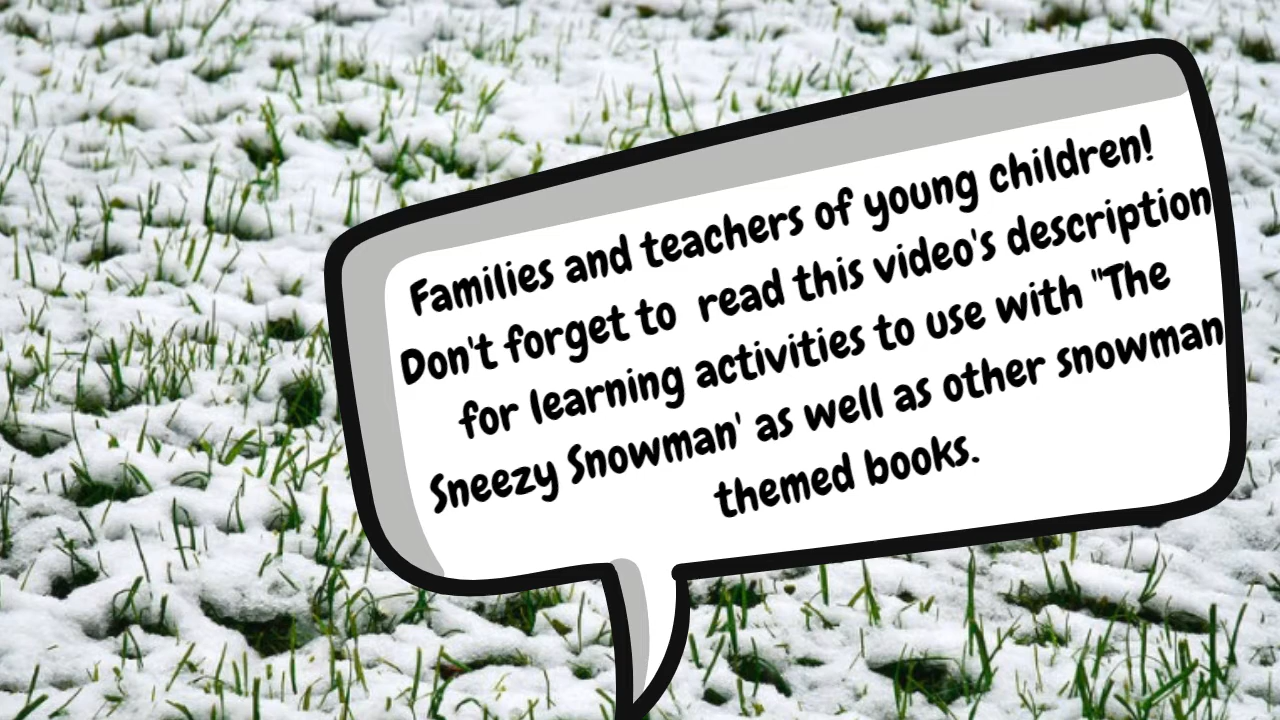 Families and teachers of young children!
Don't forget to  read this video's description
for learning activities to use with "The
Sneezy Snowman' as well as other snowman
themed books.